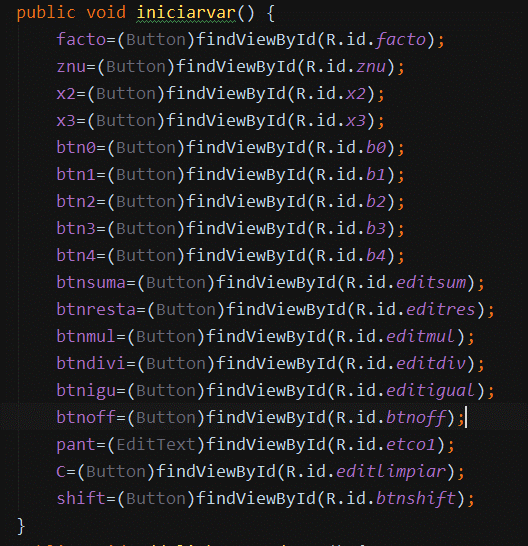 public void iniciarvar() {
facto=(Button)findViewById(R.id.facto);
znu=(Button)findViewById(R.id.znu);
x2=(Button)findViewById(R.id.x2);
x3=(Button)findViewById(R.id.x3);
btn0=(Button)findViewById(R.id.b0);
btn1=(Button)findViewById(R.id.b1);
btn2=(Button)findViewById(R.id.b2);
btn3=(Button)findViewById(R.id.b3);
btn4=(Button)findViewById(R.id.b4);
btnsuma=(Button)findViewById(R.id.editsum);
btnresta=(Button)findViewById(R.id.editres);
btnmul=(Button)findViewById(R.id.editmul);
btndivi=(Button)findViewById(R.id.editdiv);
btnigu=(Button)findViewById(R.id.editigual);
btnoff=(Button)findViewById(R.id.btnoff);
pant=(EditText)findViewById(R.id.etco1);
C=(Button)findViewById(R.id.editlimpiar);
shift=(Button)findViewById(R.id.btnshift);
}